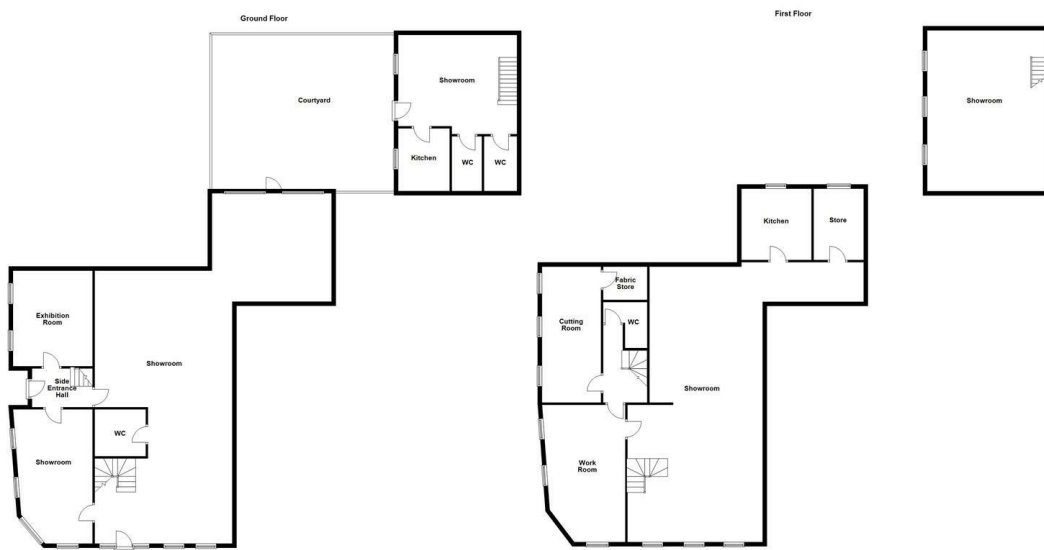 Ground Floor
Showroom
Courtyard
Kitchen
WC
WC
Exhibition
Room
Showroom
Side
Entrance
Hall
WC
Showroom
First Floor
Showroom
Kitchen
Store
Fabric
Store
Cutting
Room
WC
Showroom
Work
Room